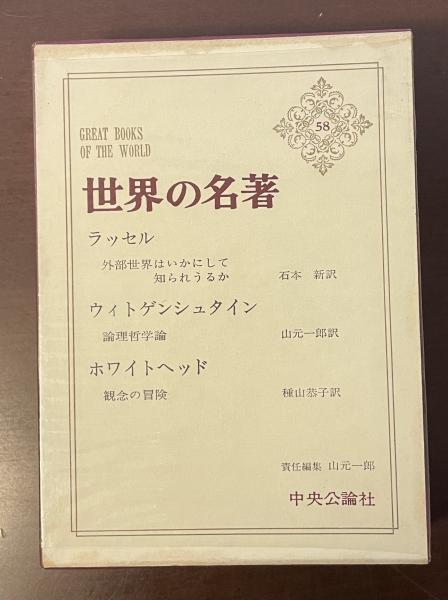 GREAT BOOKS
OF THE WORLD
58
世界の名著
ラッセル
外部世界はいかにして
知られうるか 石本 新訳
ウィトゲンシュタイン
論理哲学論 山元一郎訳
ホワイトヘッド
観念の冒険 種山恭子訳
責任編集 山元一郎
中央公論社